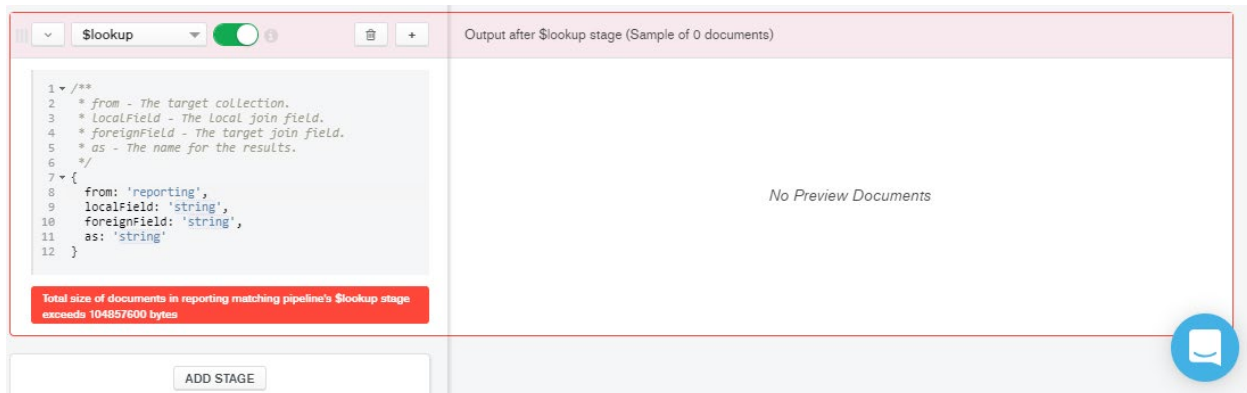 $lookup
+
Output after $lookup stage (Sample of 0 documents)
1 /**
2 * from - The target collection.
3 * localField - The local join field.
4 * foreignField - The target join field.
5 * as - The name for the results.
6 */
7 {
8 from: 'reporting',
9 localField: 'string',
10 foreignField: 'string',
11 as: 'string'
12 }
No Preview Documents
Total size of documents in reporting matching pipeline's $lookup stage
exceeds 104857600 bytes
ADD STAGE